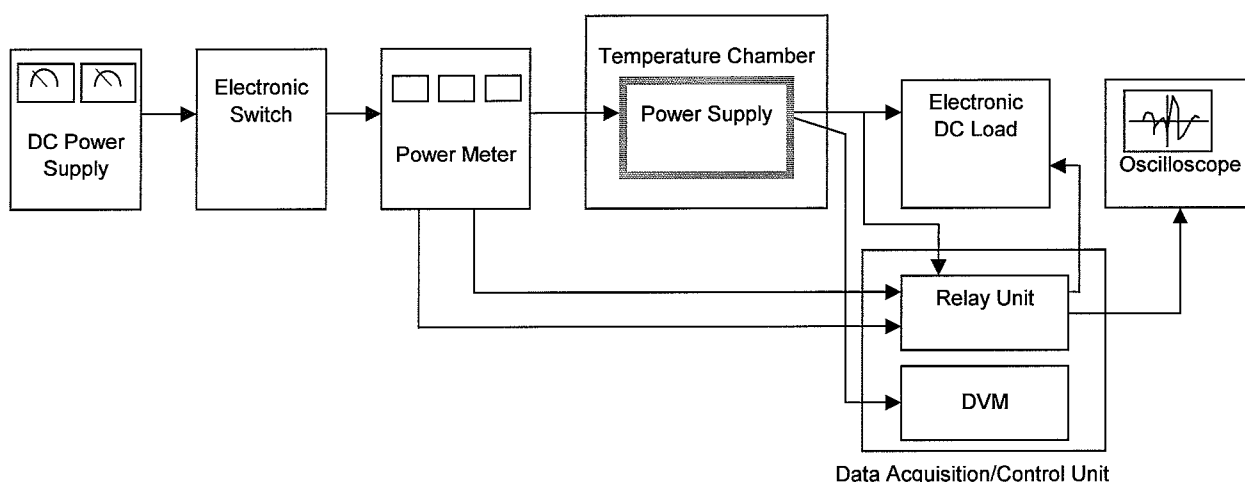 DC Power
Supply
Electronic
Switch
Power Meter
Temperature Chamber
Power Supply
Electronic
DC Load
Oscilloscope
Relay Unit
DVM
Data Acquisition/Control Unit